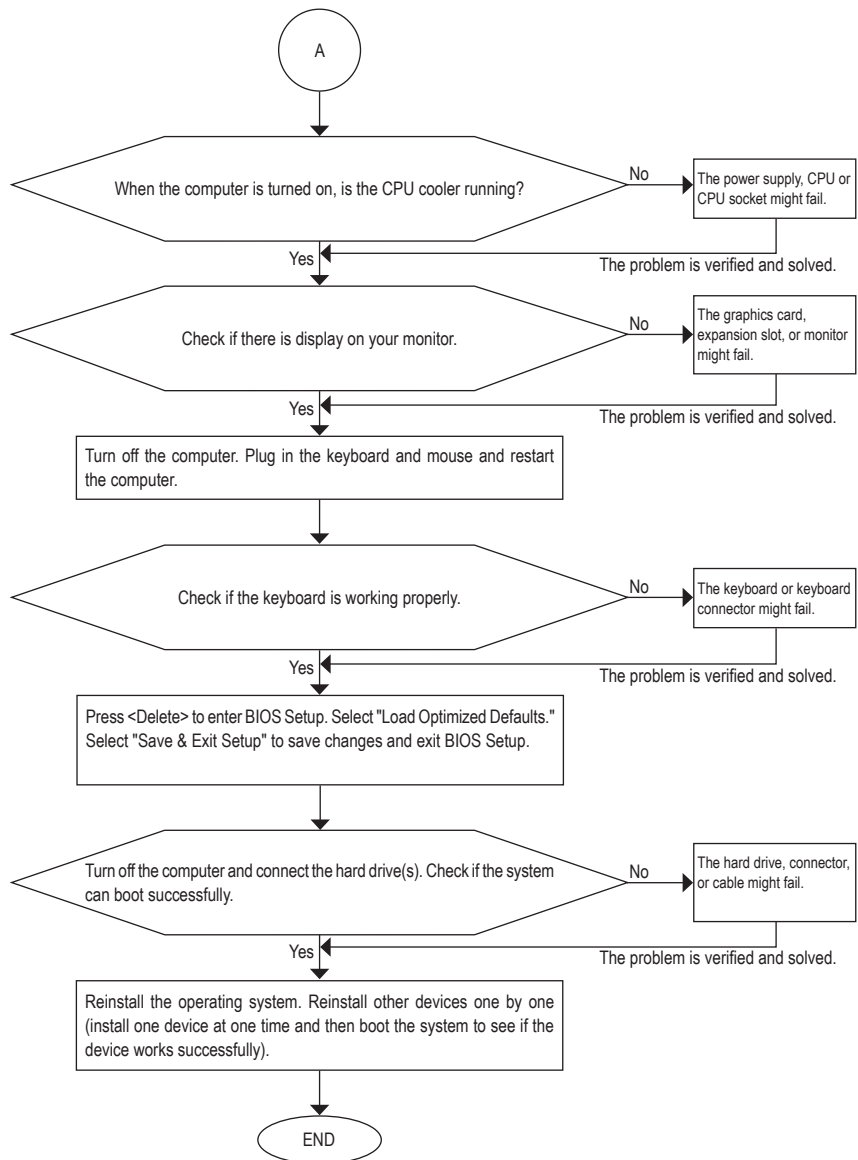 A
When the computer is turned on, is the CPU cooler running?
No
The power supply, CPU or
CPU socket might fail.
Yes
The problem is verified and solved.
Check if there is display on your monitor.
No
The graphics card,
expansion slot, or monitor
might fail.
Yes
The problem is verified and solved.
Turn off the computer. Plug in the keyboard and mouse and restart
the computer.
Check if the keyboard is working properly.
No
The keyboard or keyboard
connector might fail.
Yes
The problem is verified and solved.
Press <Delete> to enter BIOS Setup. Select "Load Optimized Defaults."
Select "Save & Exit Setup" to save changes and exit BIOS Setup.
Turn off the computer and connect the hard drive(s). Check if the system
can boot successfully.
No
The hard drive, connector,
or cable might fail.
Yes
The problem is verified and solved.
Reinstall the operating system. Reinstall other devices one by one
(install one device at one time and then boot the system to see if the
device works successfully).
END